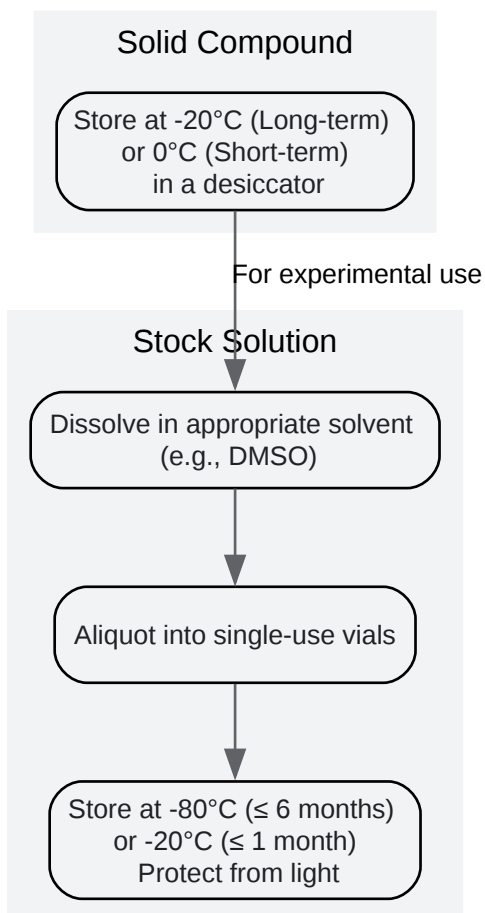 Solid Compound
Store at -20°C (Long-term)
or 0°C (Short-term)
in a desiccator
For experimental use
Stock Solution
Dissolve in appropriate solvent
(e.g., DMSO)
Aliquot into single-use vials
Store at -80°C (≤ 6 months)
or -20°C (≤ 1 month)
Protect from light